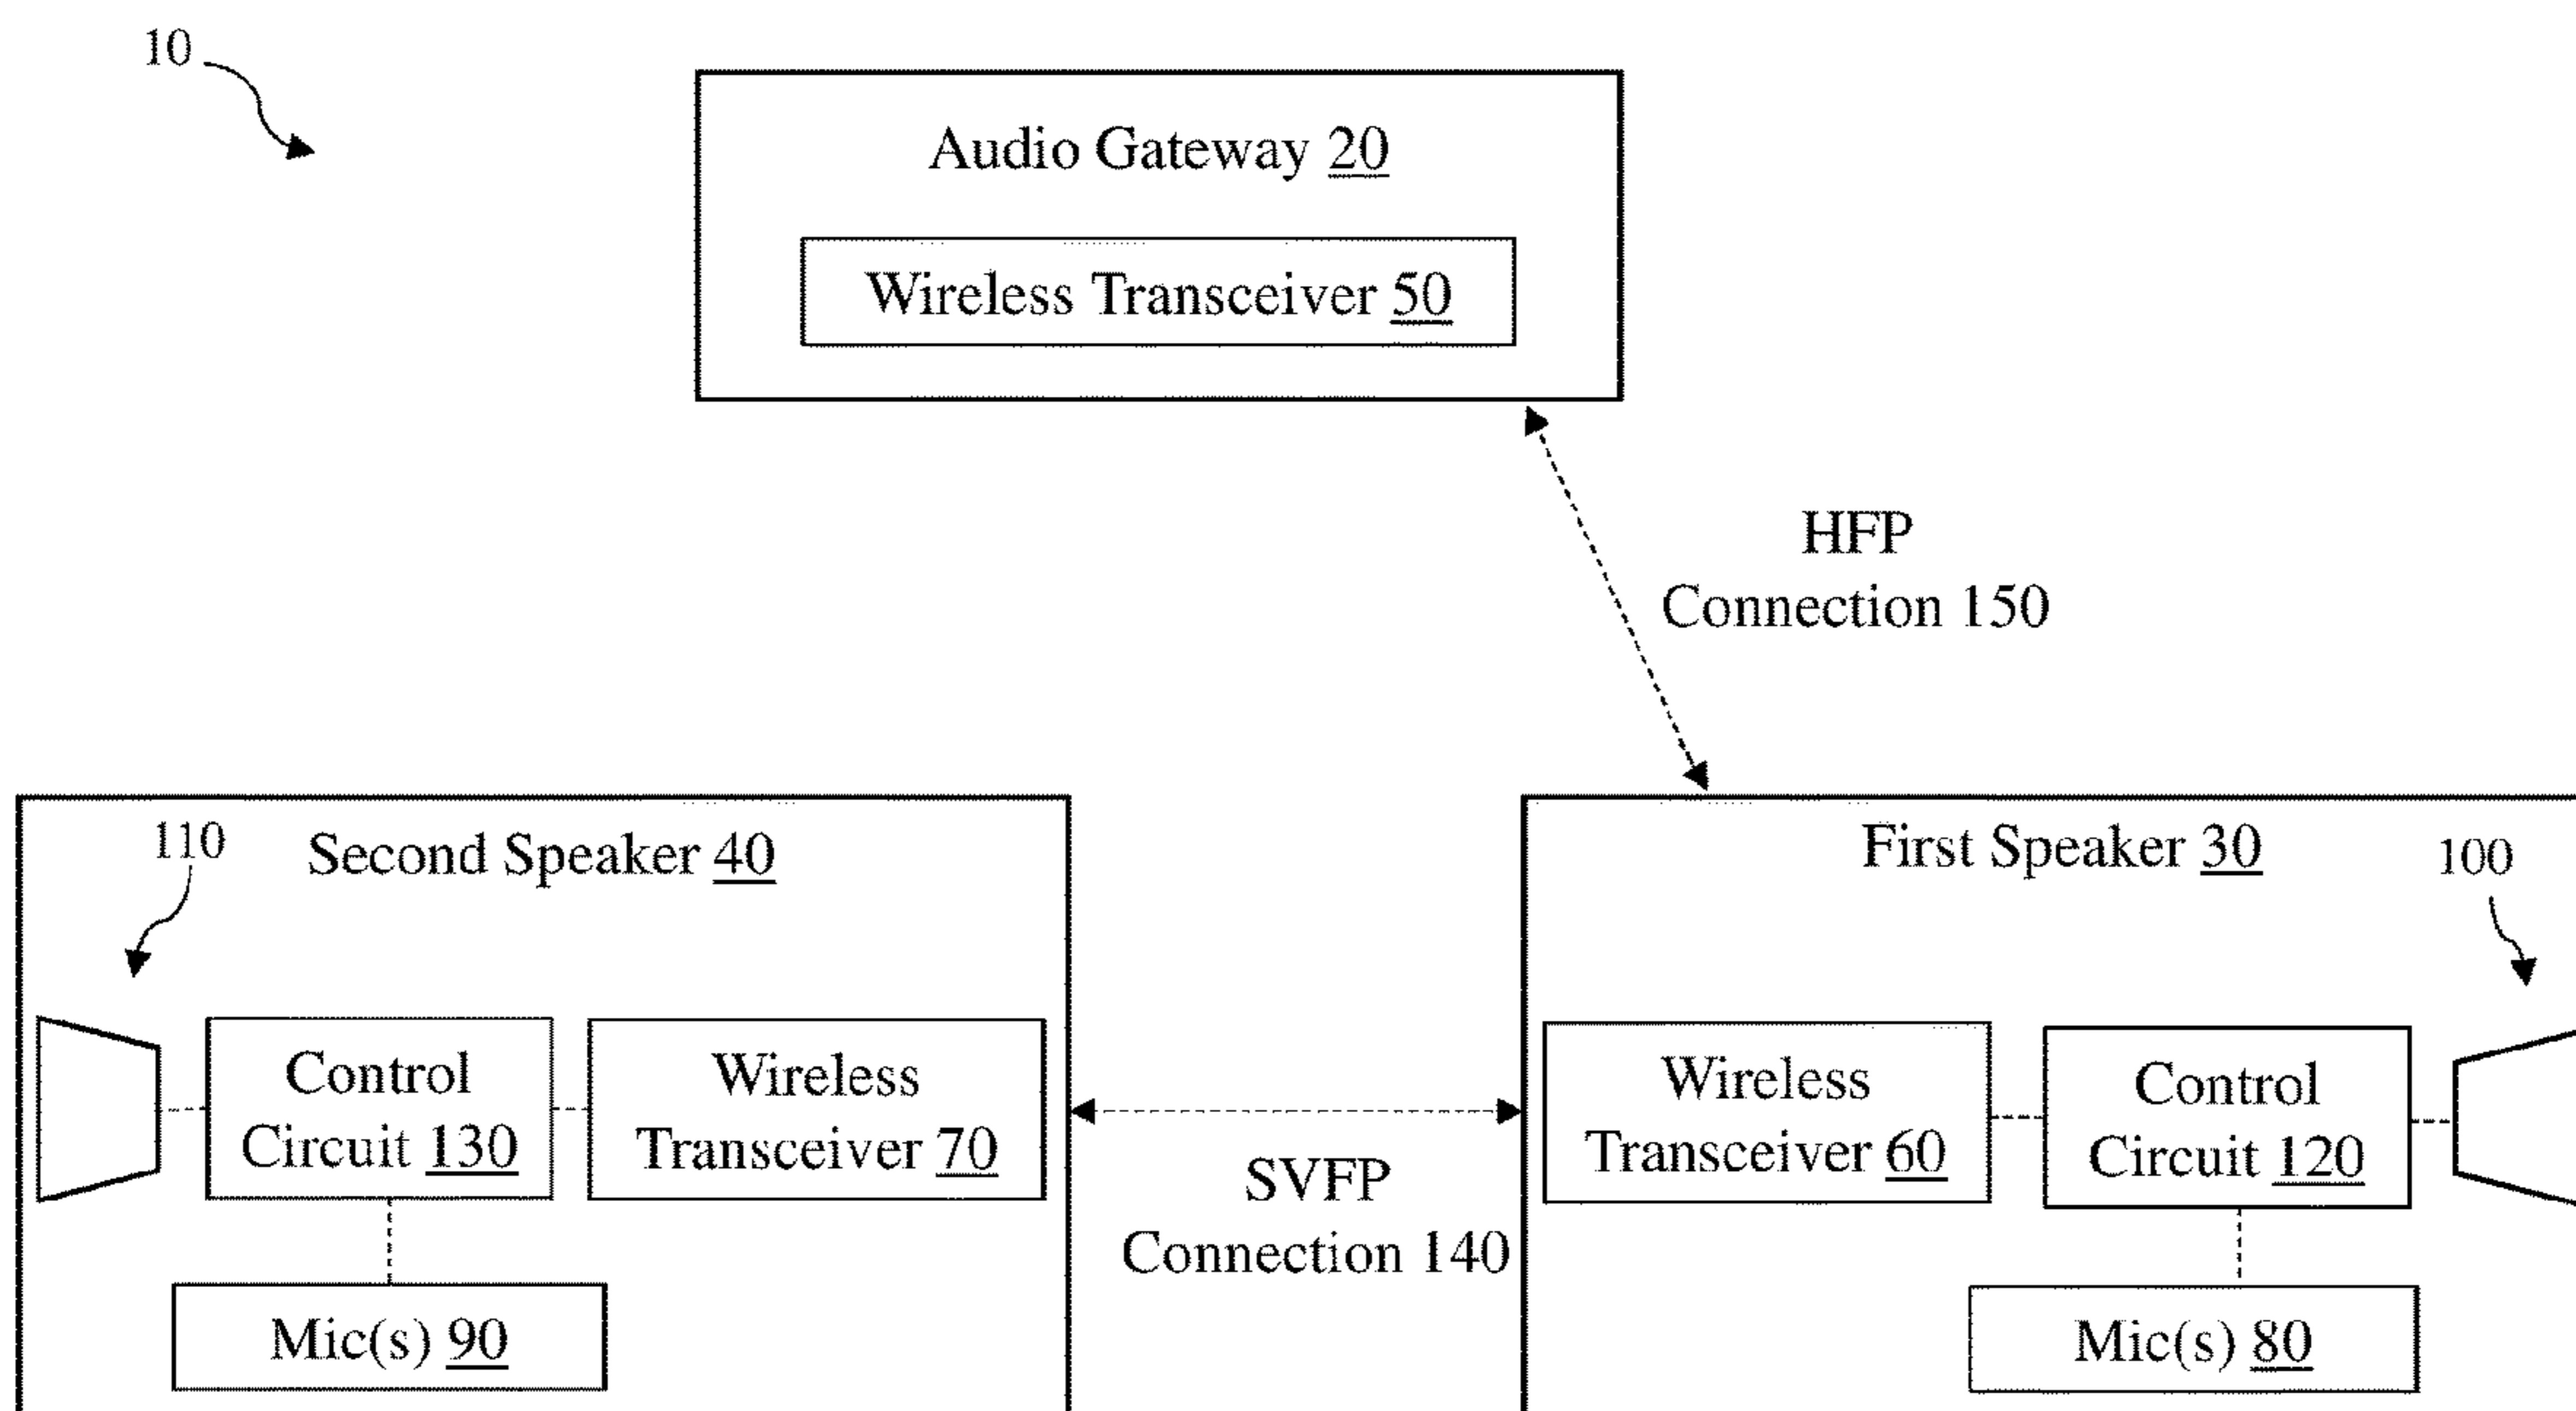 10
Audio Gateway 20
Wireless Transceiver 50
HFP
Connection 150
110
Second Speaker 40
Control
Circuit 130
Wireless
Transceiver 70
Mic(s) 90
SVFP
Connection 140
First Speaker 30
100
Wireless
Transceiver 60
Control
Circuit 120
Mic(s) 80